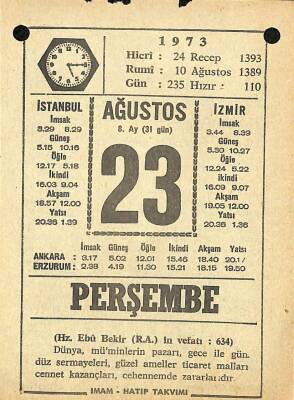 1973
Hicrî : 24 Recep 1393
Rumî : 10 Ağustos 1389
Gün : 235 Hızır : 110
İSTANBUL
İmsak
3.29 8.29
Güneş
5.15 10.16
Öğle
12.17 5.18
İkindi
16.03 9.04
Akşam
18.57 12.00
Yatsı
20.36 1.39
AĞUSTOS
8. Ay (31 gün)
23
İZMİR
İmsak
3.44 8.39
Güneş
5.30 10.27
Öğle
12.24 5.22
İkindi
16.09 9.07
Akşam
19.05 12.00
Yatsı
20.38 1.35
İmsak Güneş Öğle İkindi Akşam Yatsı
ANKARA : 3.17 5.02 12.01 15.46 18.40 20.1
ERZURUM : 2.38 4.19 11.30 15.21 18.15 19.50
PERŞEMBE
(Hz. Ebû Bekir (R.A.) in vefatı : 634)
Dünya, mü'minlerin pazarı, gece ile gün.
düz sermayeleri, güzel ameller ticaret malları
cennet kazançları, cehennemde zararlarıdır.
İMAM - HATİP TAKVİMİ